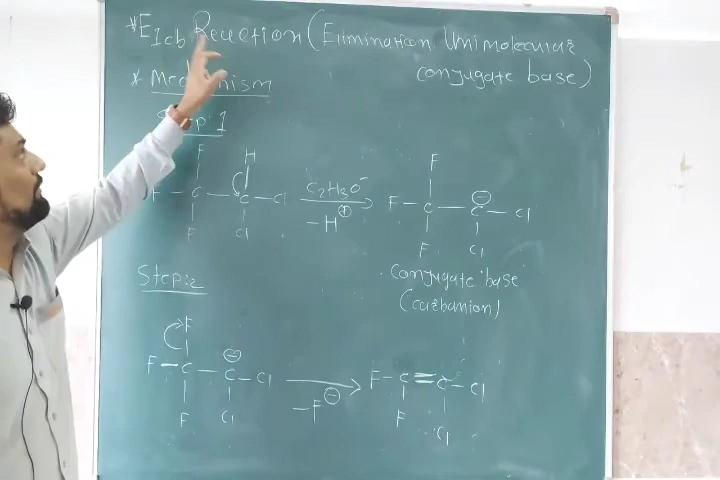 *E1cb Reaction (Elimination Unimolecular
conjugate base)
* Mechanism
Step:1
F H F
F C C Cl C2H3O⁻ F C C⊖ Cl
−H⊕
F Cl F Cl
Step:2
conjugate base
(carbanion)
F ⊖
F C C Cl −F⊖ F C = C Cl
F Cl F Cl